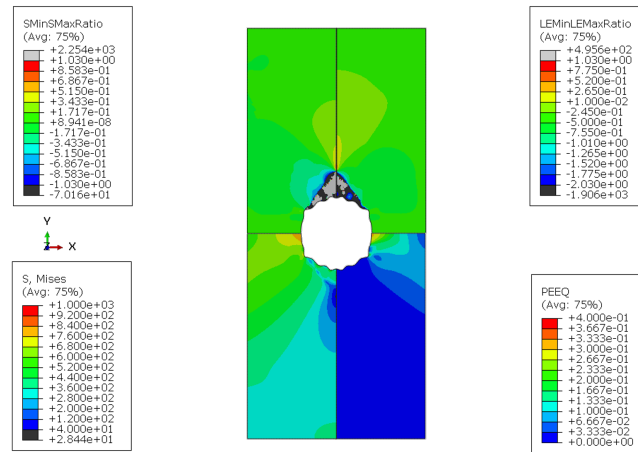 SMinSMaxRatio
(Avg: 75%)
+2.254e+03
+1.030e+00
+8.583e-01
+6.867e-01
+5.150e-01
+3.433e-01
+1.717e-01
+8.941e-08
-1.717e-01
-3.433e-01
-5.150e-01
-6.867e-01
-8.583e-01
-1.030e+00
-7.016e+01
LEMinLEMaxRatio
(Avg: 75%)
+4.956e+02
+1.030e+00
+7.750e-01
+5.200e-01
+2.650e-01
+1.000e-02
-2.450e-01
-5.000e-01
-7.550e-01
-1.010e+00
-1.265e+00
-1.520e+00
-1.775e+00
-2.030e+00
-1.906e+03
Y
Z X
S, Mises
(Avg: 75%)
+1.000e+03
+9.200e+02
+8.400e+02
+7.600e+02
+6.800e+02
+6.000e+02
+5.200e+02
+4.400e+02
+3.600e+02
+2.800e+02
+2.000e+02
+1.200e+02
+4.000e+01
+2.844e+01
PEEQ
(Avg: 75%)
+4.000e-01
+3.667e-01
+3.333e-01
+3.000e-01
+2.667e-01
+2.333e-01
+2.000e-01
+1.667e-01
+1.333e-01
+1.000e-01
+6.667e-02
+3.333e-02
+0.000e+00